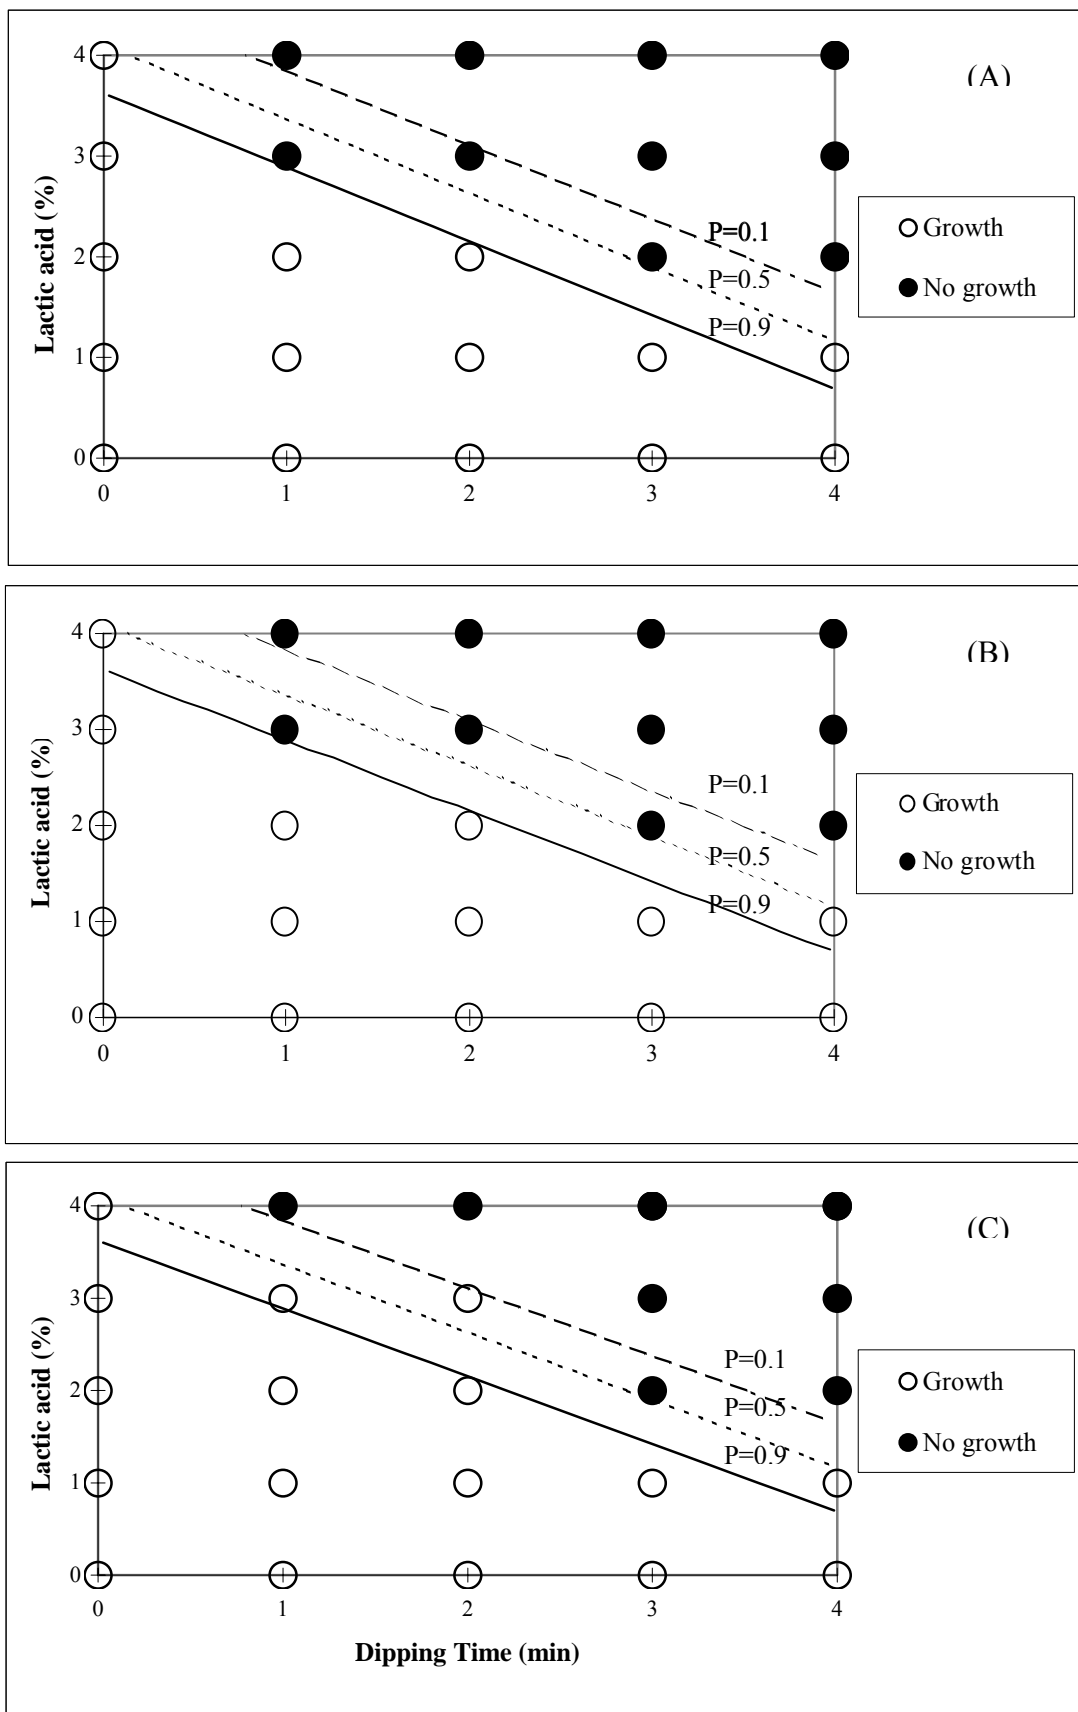 (A)
4
3
2
1
0
Lactic acid (%)
P=0.1
P=0.5
P=0.9
Growth
No growth
0 1 2 3 4
(B)
4
3
2
1
0
Lactic acid (%)
P=0.1
P=0.5
P=0.9
Growth
No growth
0 1 2 3 4
(C)
4
3
2
1
0
Lactic acid (%)
P=0.1
P=0.5
P=0.9
Growth
No growth
0 1 2 3 4
Dipping Time (min)